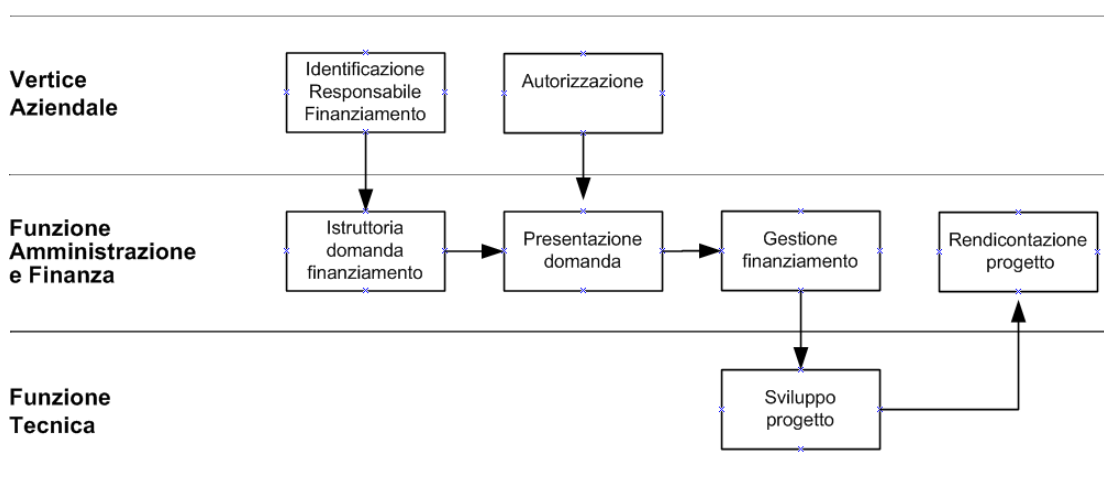 Vertice
Aziendale
Identificazione
Responsabile
Finanziamento
Autorizzazione
Funzione
Amministrazione
e Finanza
Istruttoria
domanda
finanziamento
Presentazione
domanda
Gestione
finanziamento
Rendicontazione
progetto
Funzione
Tecnica
Sviluppo
progetto